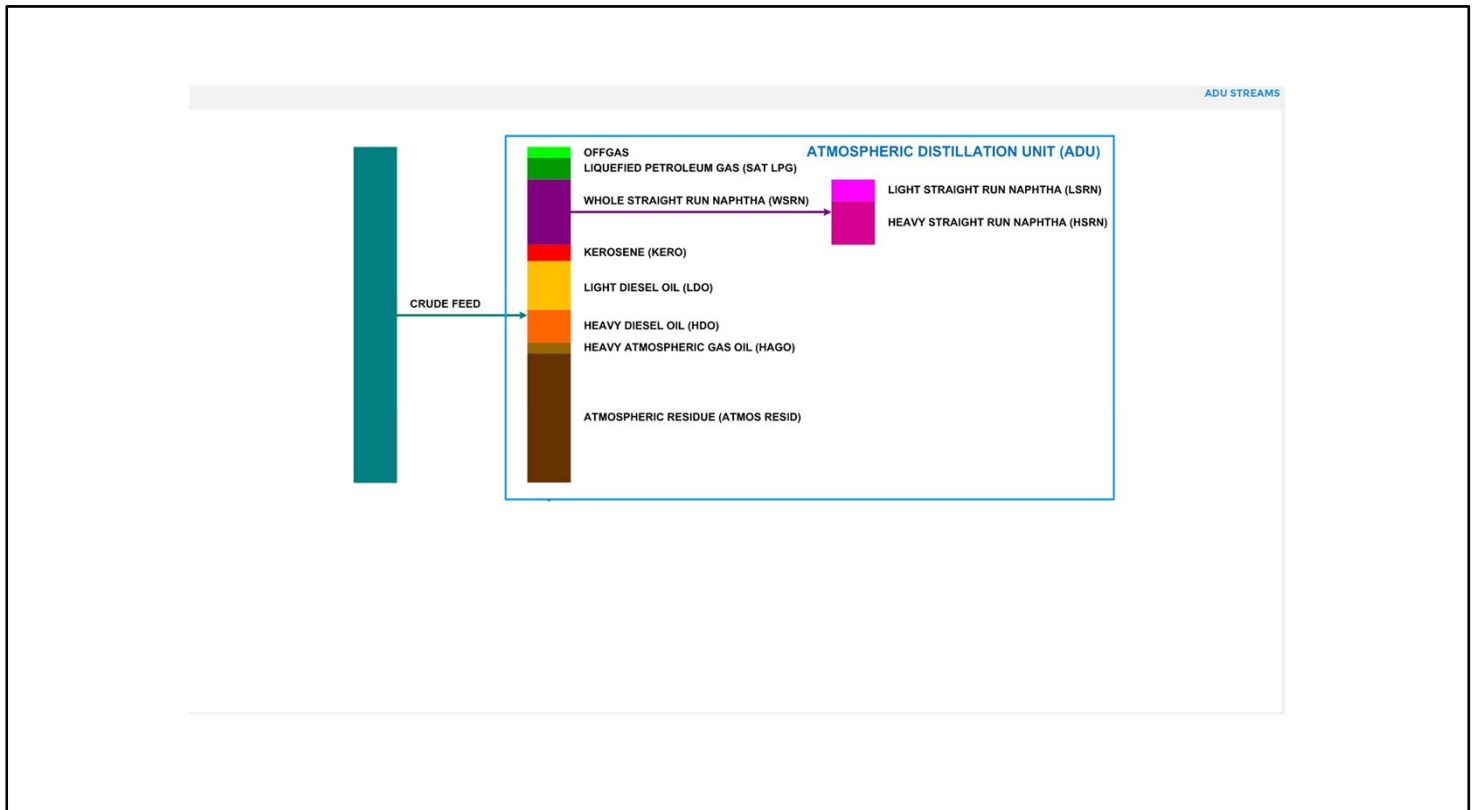 ADU STREAMS
ATMOSPHERIC DISTILLATION UNIT (ADU)
OFFGAS
LIQUEFIED PETROLEUM GAS (SAT LPG)
WHOLE STRAIGHT RUN NAPHTHA (WSRN)
LIGHT STRAIGHT RUN NAPHTHA (LSRN)
HEAVY STRAIGHT RUN NAPHTHA (HSRN)
KEROSENE (KERO)
LIGHT DIESEL OIL (LDO)
CRUDE FEED
HEAVY DIESEL OIL (HDO)
HEAVY ATMOSPHERIC GAS OIL (HAGO)
ATMOSPHERIC RESIDUE (ATMOS RESID)